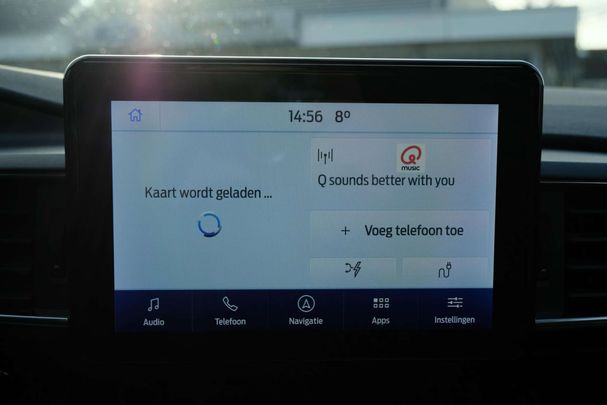 14:56 8°
Kaart wordt geladen ...
Q music
Q sounds better with you
+ Voeg telefoon toe
Audio
Telefoon
Navigatie
Apps
Instellingen